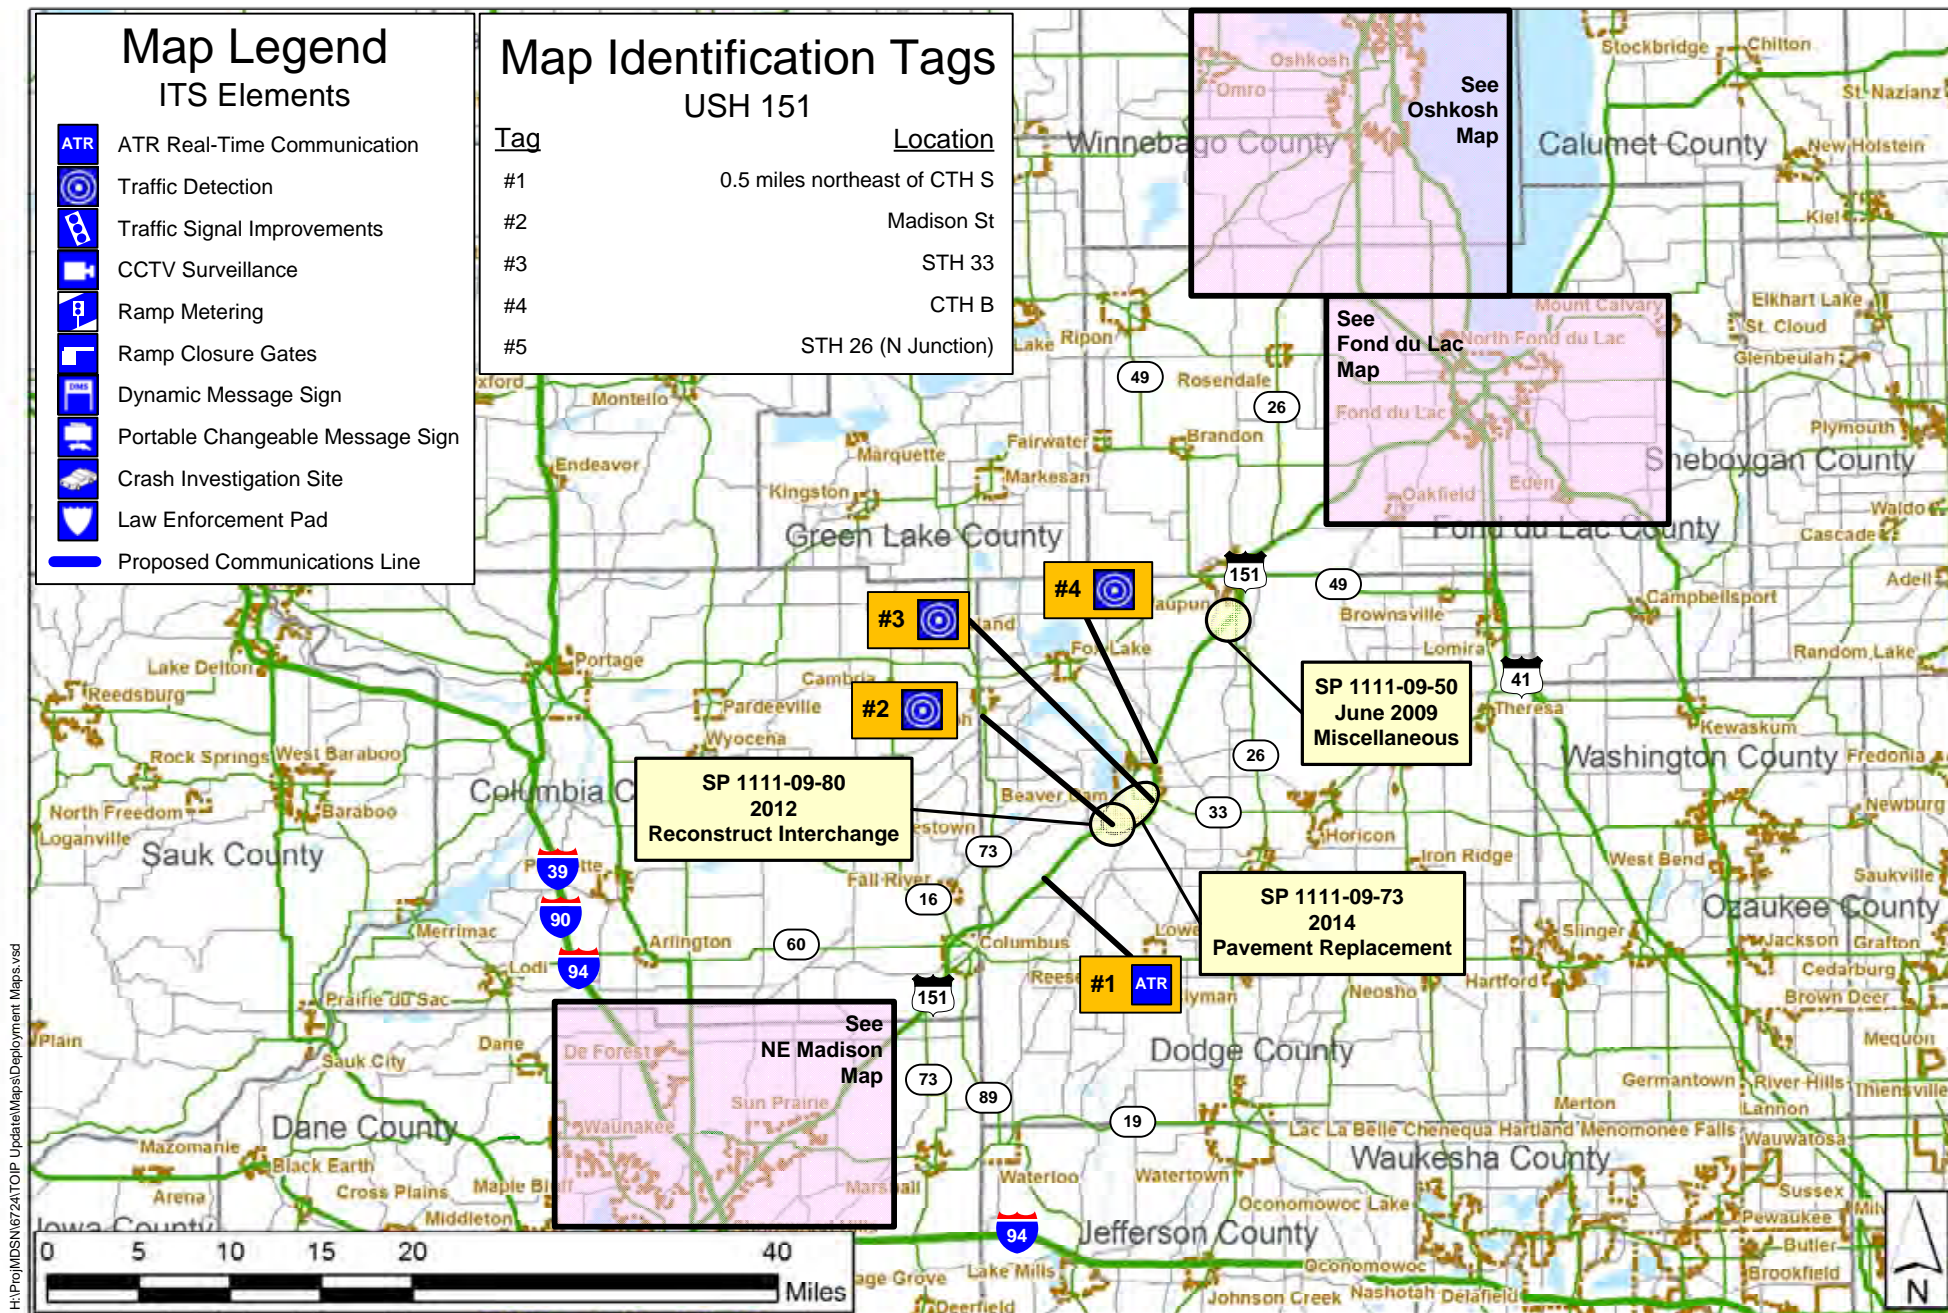 Map Legend
ITS Elements
ATR ATR Real-Time Communication
Traffic Detection
Traffic Signal Improvements
CCTV Surveillance
Ramp Metering
Ramp Closure Gates
DMS Dynamic Message Sign
Portable Changeable Message Sign
Crash Investigation Site
Law Enforcement Pad
Proposed Communications Line
Map Identification Tags
USH 151
Tag Location
#1 0.5 miles northeast of CTH S
#2 Madison St
#3 STH 33
#4 CTH B
#5 STH 26 (N Junction)
See
Oshkosh
Map
Oshkosh
Omro
Winnebago County
Stockbridge
Chilton
St. Nazianz
Calumet County
New Holstein
Kiel
See
Fond du Lac
Map
Mount Calvary
North Fond du Lac
Fond du Lac
Oakfield
Eden
Elkhart Lake
St. Cloud
Glenbeulah
Plymouth
Sheboygan County
Waldo
Cascade
Adell
Fond du Lac County
Lake
Ripon
49
Rosendale
26
Montello
Endeavor
Marquette
Fairwater
Brandon
Markesan
Kingston
Green Lake County
#4
151
49
Brownsville
Campbellsport
Lomira
Random Lake
#3
Fox Lake
41
Theresa
Kewaskum
SP 1111-09-50
June 2009
Miscellaneous
Lake Delton
Portage
Reedsburg
Cambria
Pardeeville
#2
Wyocena
Rock Springs
West Baraboo
North Freedom
Baraboo
Loganville
Sauk County
SP 1111-09-80
2012
Reconstruct Interchange
Beaver Dam
26
33
Horicon
Washington County
Fredonia
Newburg
Iron Ridge
West Bend
Saukville
Ozaukee County
39
90
94
73
Fall River
16
SP 1111-09-73
2014
Pavement Replacement
Merrimac
Arlington
60
Columbus
Lodi
Slinger
Jackson
Grafton
Cedarburg
Hartford
Neosho
Brown Deer
#1 ATR
151
Prairie du Sac
Plain
Sauk City
Dane
See
NE Madison
Map
De Forest
Sun Prairie
Waunakee
73
89
19
Dodge County
Mequon
Germantown
River Hills
Thiensville
Merton
Lannon
Dane County
Mazomanie
Black Earth
Arena
Cross Plains
Middleton
Iowa County
Waterloo
Watertown
Lac La Belle
Chenequa
Hartland
Menomonee Falls
Wauwatosa
Waukesha County
Sussex
Pewaukee
Butler
Brookfield
Oconomowoc Lake
Oconomowoc
Jefferson County
94
Lake Mills
Deerfield
Johnson Creek
Nashotah
Delafield
0 5 10 15 20 40
Miles
N
H:\Proj\MDSN\6724\TOIP Update\Maps\Deployment Maps.vsd